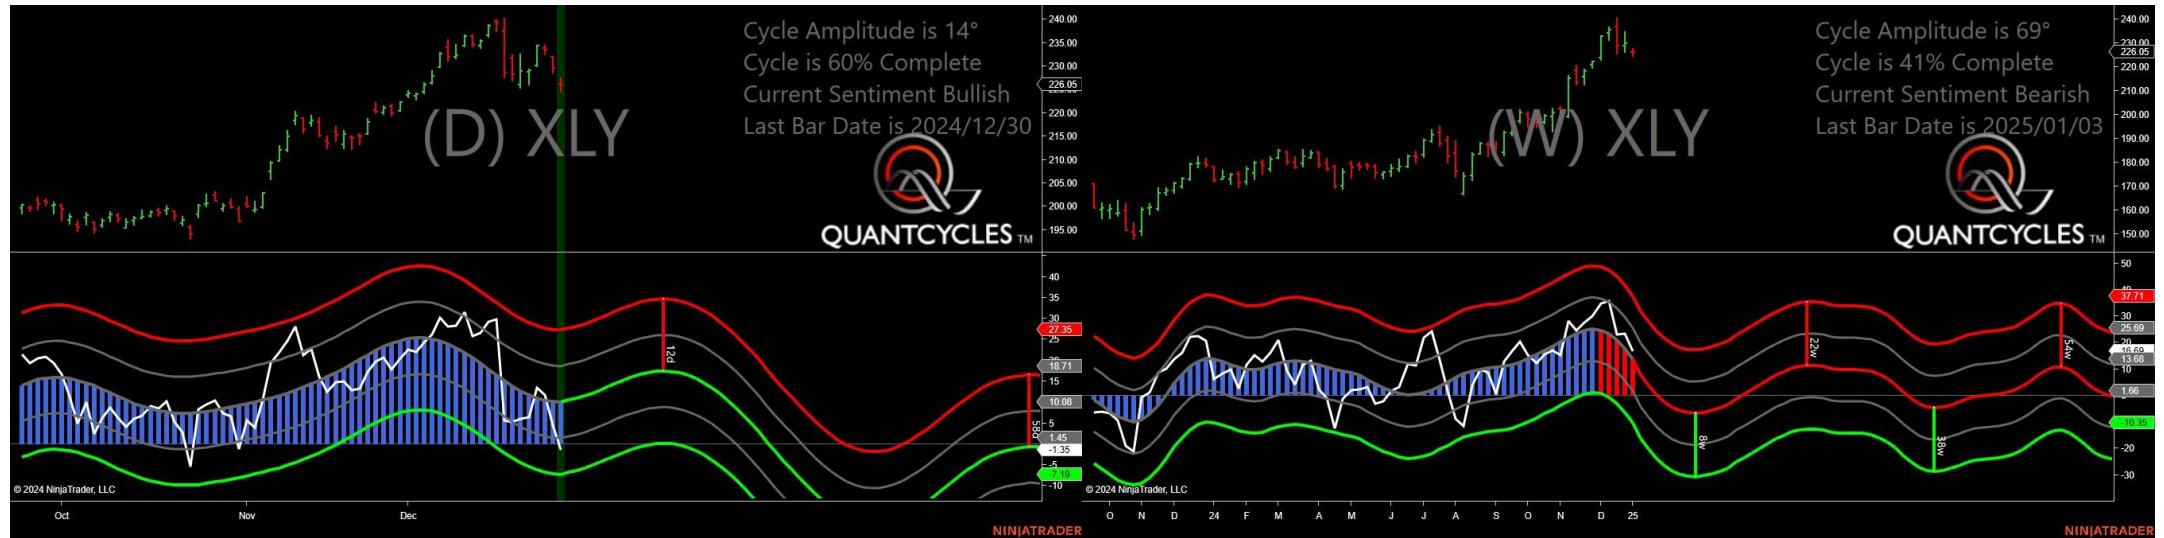 Cycle Amplitude is 14°
Cycle is 60% Complete
Current Sentiment Bullish
Last Bar Date is 2024/12/30
(D) XLY
QUANTCYCLES TM
240.00
235.00
230.00
226.05
220.00
215.00
210.00
205.00
200.00
195.00
40
35
30
27.35
25
18.71
15
10.08
5
1.45
-1.35
-5
-7.19
-10
12d
58d
© 2024 NinjaTrader, LLC
Oct Nov Dec
NINJATRADER
Cycle Amplitude is 69°
Cycle is 41% Complete
Current Sentiment Bearish
Last Bar Date is 2025/01/03
(W) XLY
QUANTCYCLES TM
240.00
230.00
226.05
220.00
210.00
200.00
190.00
180.00
170.00
160.00
150.00
50
37.71
30
25.69
20
16.69
13.68
10
1.66
-10.35
-20
-30
22w
54w
8w
38w
© 2024 NinjaTrader, LLC
O N D 24 F M A M J J A S O N D 25
NINJATRADER